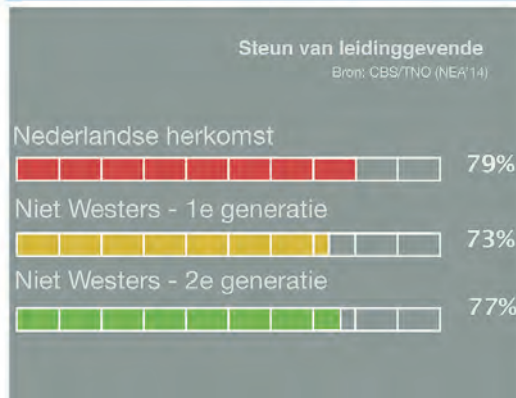 Steun van leidinggevende
Bron: CBS/TNO (NEA'14)
Nederlandse herkomst
79%
Niet Westers - 1e generatie
73%
Niet Westers - 2e generatie
77%